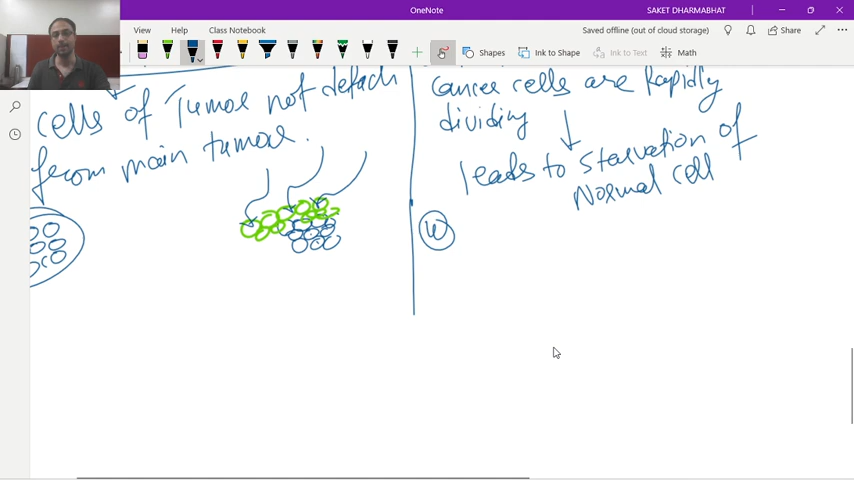 OneNote
SAKET DHARMABHAT
View Help Class Notebook
Saved offline (out of cloud storage)
Share
Shapes
Ink to Shape
Ink to Text
Math
cells of Tumor not detach
from main tumor.
cancer cells are Rapidly
dividing
leads to Starvation of
Normal cell